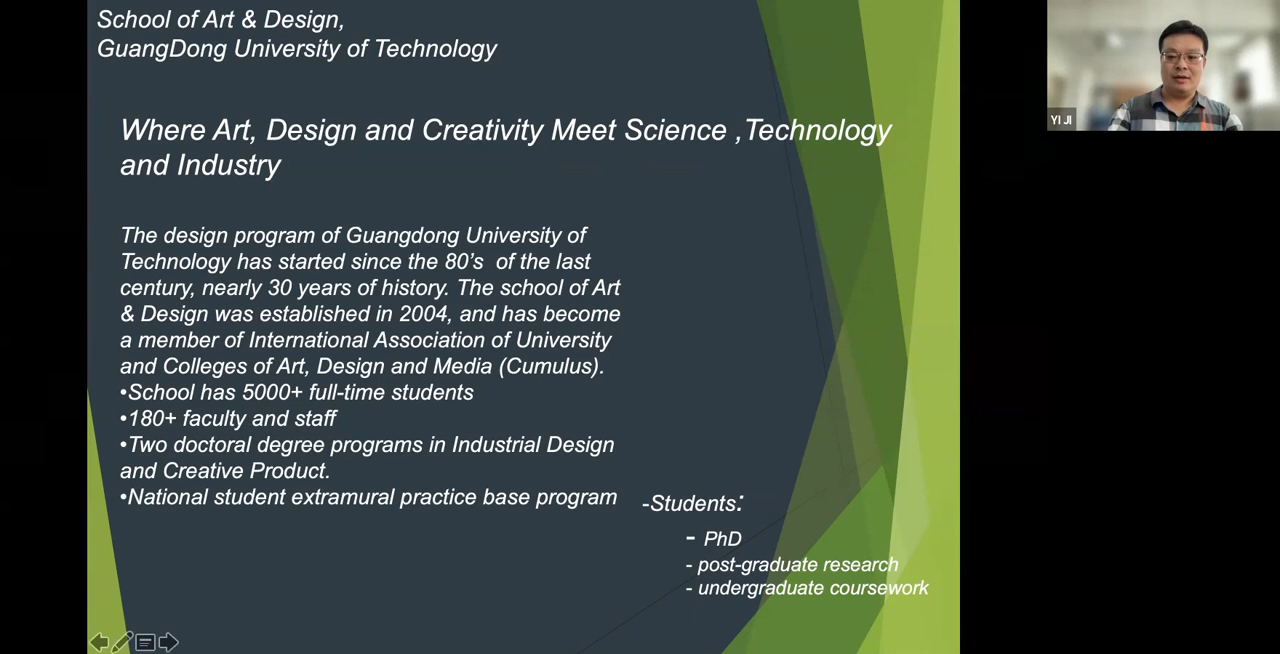 School of Art & Design,
GuangDong University of Technology
Where Art, Design and Creativity Meet Science ,Technology
and Industry
The design program of Guangdong University of
Technology has started since the 80's  of the last
century, nearly 30 years of history. The school of Art
& Design was established in 2004, and has become
a member of International Association of University
and Colleges of Art, Design and Media (Cumulus).
•School has 5000+ full-time students
•180+ faculty and staff
•Two doctoral degree programs in Industrial Design
and Creative Product.
•National student extramural practice base program
-Students:
- PhD
- post-graduate research
- undergraduate coursework
YI JI